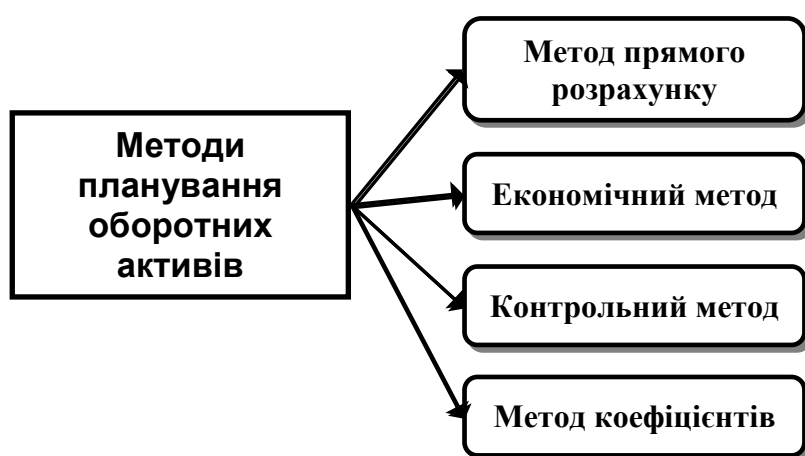 Методи
планування
оборотних
активів
Метод прямого
розрахунку
Економічний метод
Контрольний метод
Метод коефіцієнтів